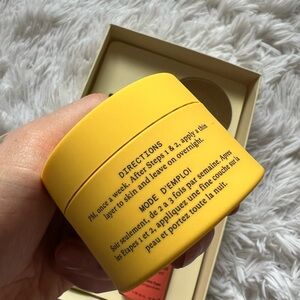 DIRECTIONS
PM, once a week. After Steps 1 & 2, apply a thin
layer to skin and leave on overnight.
MODE D'EMPLOI
Soir seulement, de 2 à 3 fois par semaine. Après
les Étapes 1 et 2, appliquez une fine couche sur la
peau et portez toute la nuit.